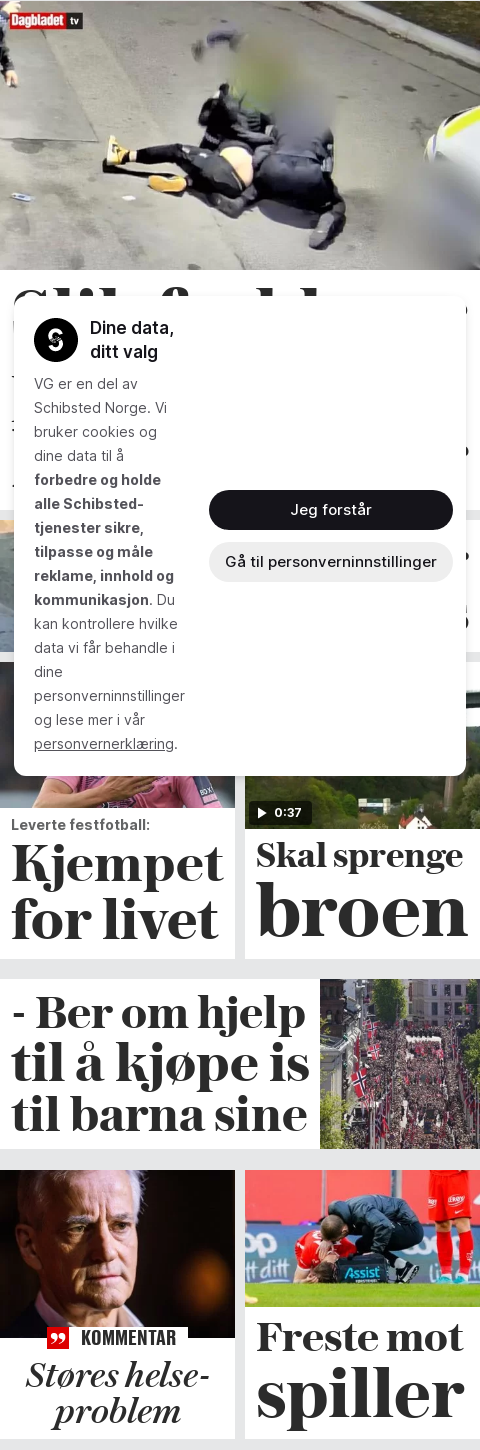 Dagbladet tv
Dine data,
ditt valg
VG er en del av
Schibsted Norge. Vi
bruker cookies og
dine data til å
forbedre og holde
alle Schibsted-
tjenester sikre,
tilpasse og måle
reklame, innhold og
kommunikasjon. Du
kan kontrollere hvilke
data vi får behandle i
dine
personverninnstillinger
og lese mer i vår
personvernerklæring.
Jeg forstår
Gå til personverninnstillinger
0:37
Leverte festfotball:
Kjempet
for livet
Skal sprenge
broen
- Ber om hjelp
til å kjøpe is
til barna sine
KOMMENTAR
Støres helse-
problem
Assist
Freste mot
spiller